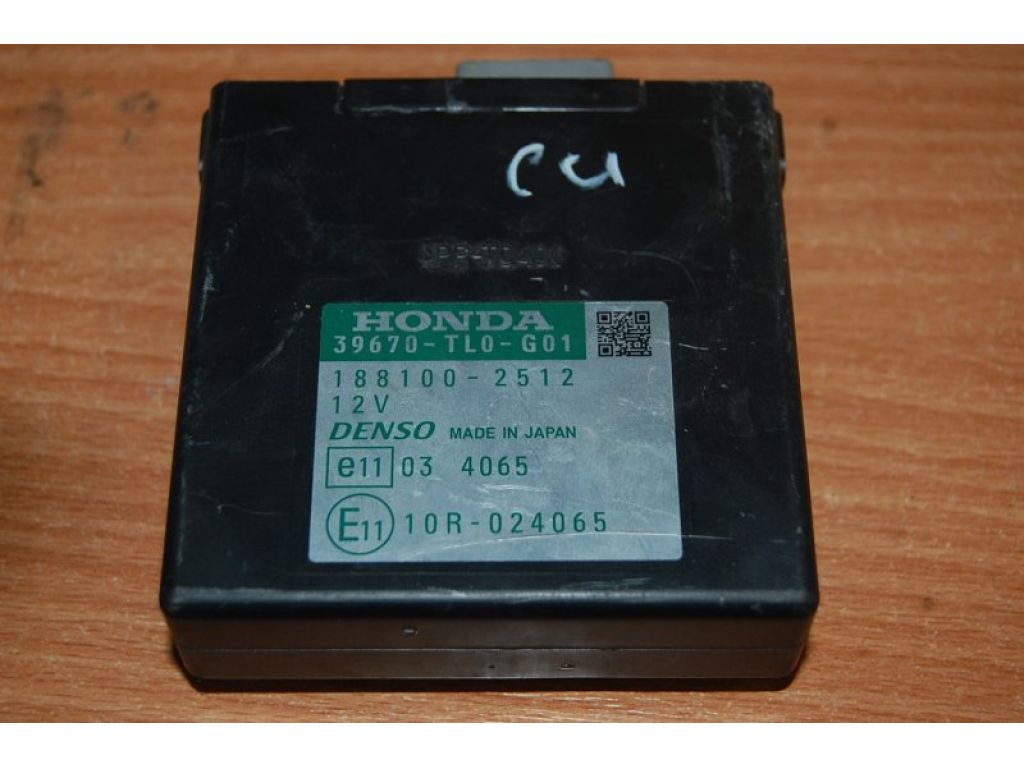 CU
HONDA
39670-TL0-G01
188100-2512
12V
DENSO MADE IN JAPAN
e11 03 4065
E11 10R-024065